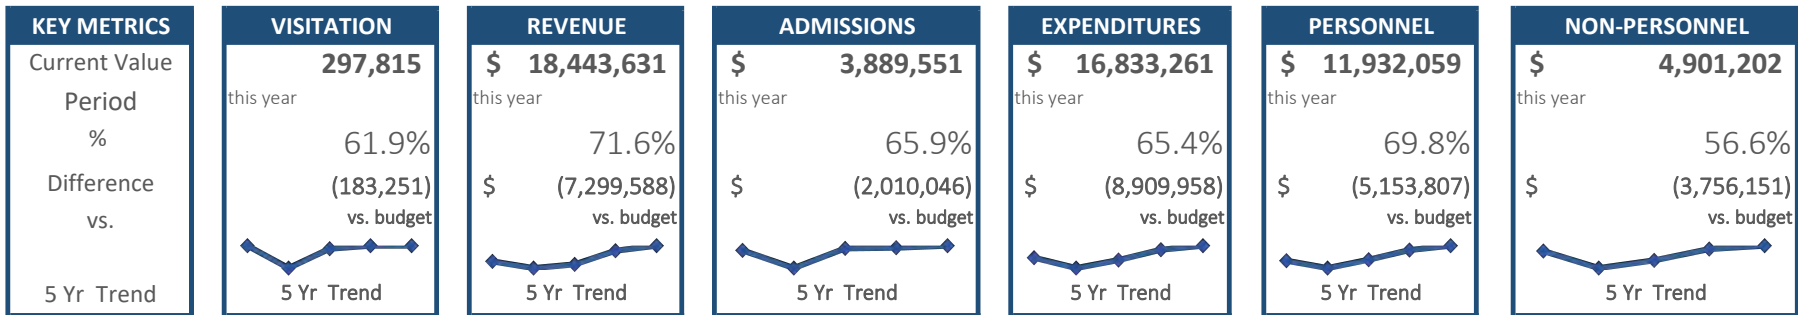 KEY METRICS VISITATION REVENUE ADMISSIONS EXPENDITURES PERSONNEL NON-PERSONNEL
Current Value 297,815 $ 18,443,631 $ 3,889,551 $ 16,833,261 $ 11,932,059 $ 4,901,202
Period this year this year this year this year this year this year
% 61.9% 71.6% 65.9% 65.4% 69.8% 56.6%
Difference (183,251) $ (7,299,588) $ (2,010,046) $ (8,909,958) $ (5,153,807) $ (3,756,151)
vs. vs. budget vs. budget vs. budget vs. budget vs. budget vs. budget
5 Yr Trend 5 Yr Trend 5 Yr Trend 5 Yr Trend 5 Yr Trend 5 Yr Trend 5 Yr Trend